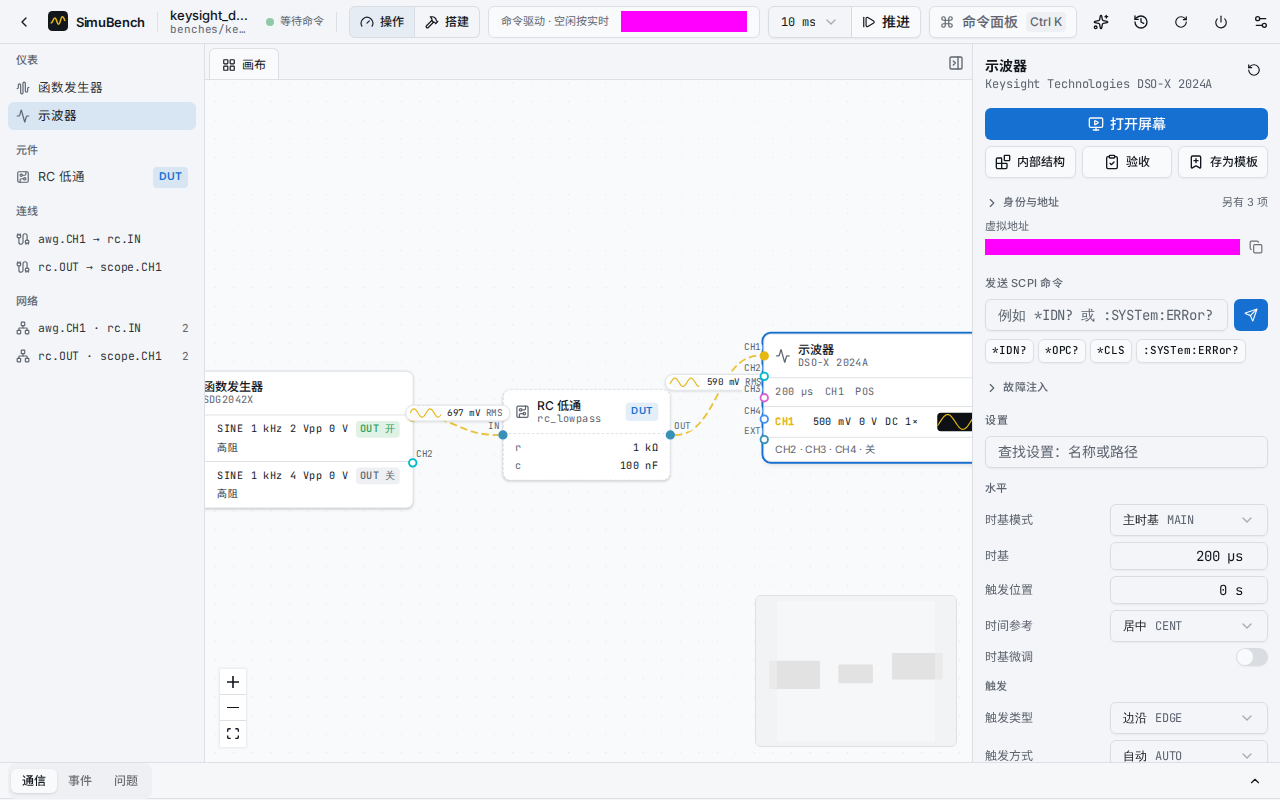 SimuBench
keysight_d...
benches/ke...
等待命令
操作
搭建
命令驱动 · 空闲按实时
10 ms
推进
命令面板
Ctrl K
仪表
函数发生器
示波器
元件
RC 低通
DUT
连线
awg.CH1 → rc.IN
rc.OUT → scope.CH1
网络
awg.CH1 · rc.IN 2
rc.OUT · scope.CH1 2
画布
函数发生器
SDG2042X
SINE 1 kHz 2 Vpp 0 V OUT 开
高阻
SINE 1 kHz 4 Vpp 0 V OUT 关
高阻
CH2
697 mV RMS
IN
RC 低通
rc_lowpass
DUT
r 1 kΩ
c 100 nF
OUT
590 mV RMS
CH1
CH2
CH3
CH4
EXT
示波器
DSO-X 2024A
200 µs CH1 POS
CH1 500 mV 0 V DC 1×
CH2 · CH3 · CH4 · 关
示波器
Keysight Technologies DSO-X 2024A
打开屏幕
内部结构
验收
存为模板
身份与地址
另有 3 项
虚拟地址
发送 SCPI 命令
例如 *IDN? 或 :SYSTem:ERRor?
*IDN?
*OPC?
*CLS
:SYSTem:ERRor?
故障注入
设置
查找设置：名称或路径
水平
时基模式
主时基 MAIN
时基
200 µs
触发位置
0 s
时间参考
居中 CENT
时基微调
触发
触发类型
边沿 EDGE
触发方式
自动 AUTO
通信
事件
问题